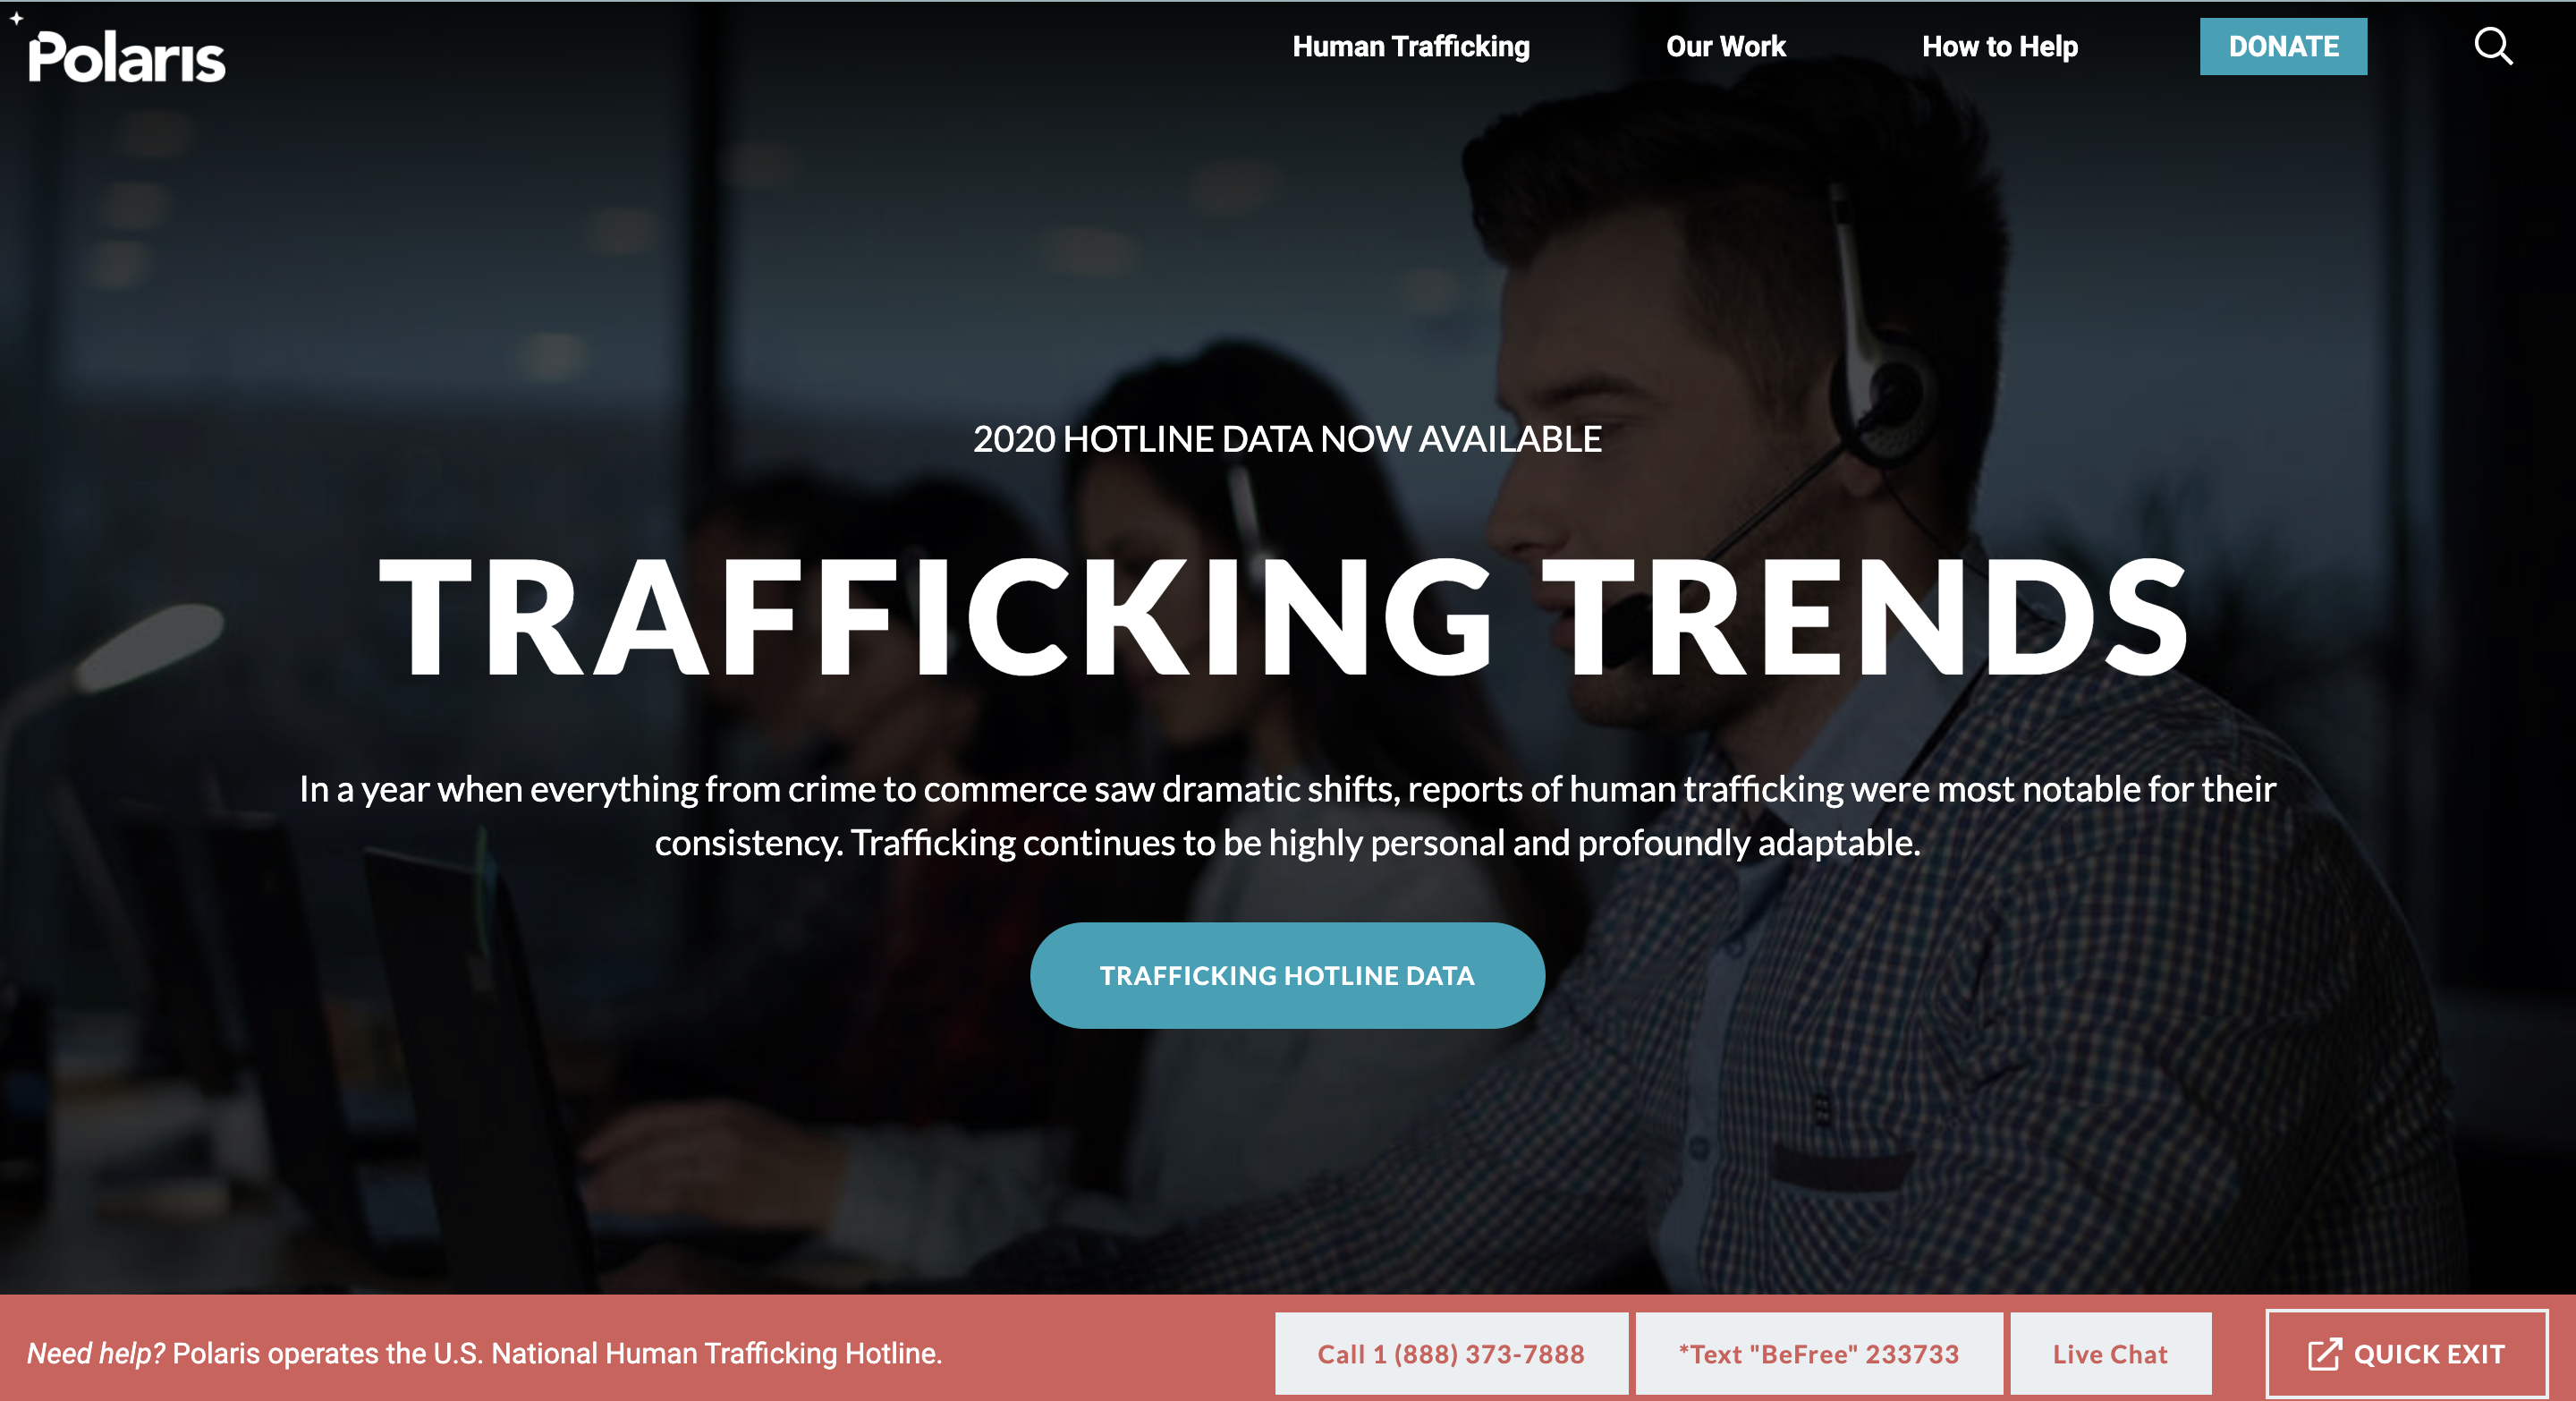 Polaris
Human Trafficking
Our Work
How to Help
DONATE
2020 HOTLINE DATA NOW AVAILABLE
TRAFFICKING TRENDS
In a year when everything from crime to commerce saw dramatic shifts, reports of human trafficking were most notable for their
consistency. Trafficking continues to be highly personal and profoundly adaptable.
TRAFFICKING HOTLINE DATA
Need help? Polaris operates the U.S. National Human Trafficking Hotline.
Call 1 (888) 373-7888
*Text "BeFree" 233733
Live Chat
QUICK EXIT